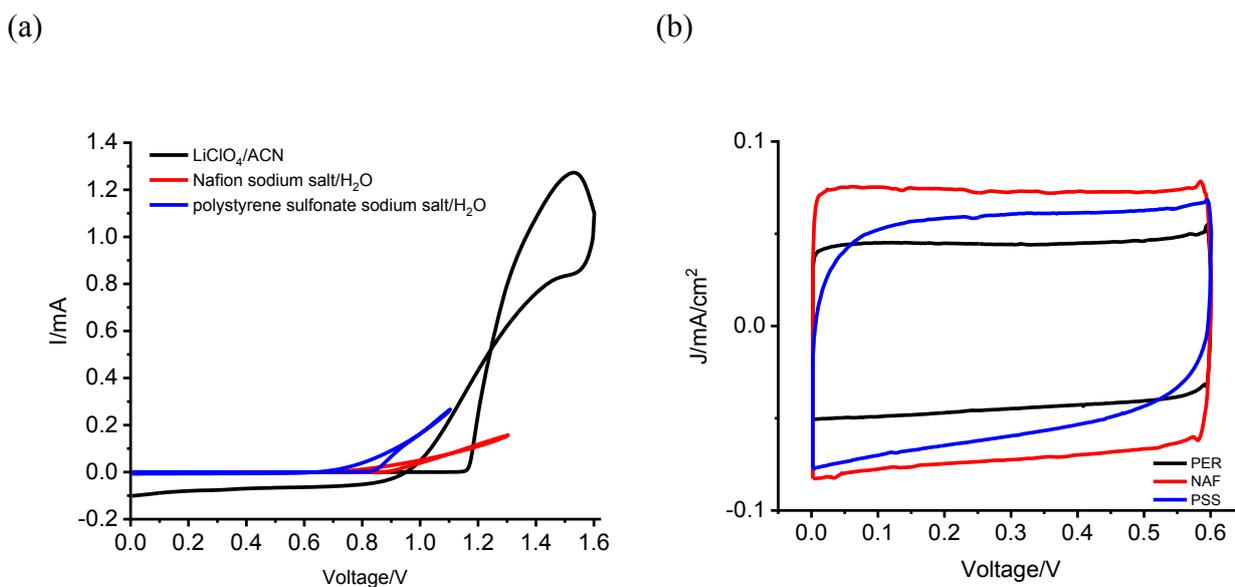 (a)
(b)
LiClO₄/ACN
Nafion sodium salt/H₂O
polystyrene sulfonate sodium salt/H₂O
1.4
1.2
1.0
0.8
0.6
0.4
0.2
0.0
-0.2
I/mA
0.0 0.2 0.4 0.6 0.8 1.0 1.2 1.4 1.6
Voltage/V
0.1
0.0
-0.1
J/mA/cm²
PER
NAF
PSS
0.0 0.1 0.2 0.3 0.4 0.5 0.6
Voltage/V